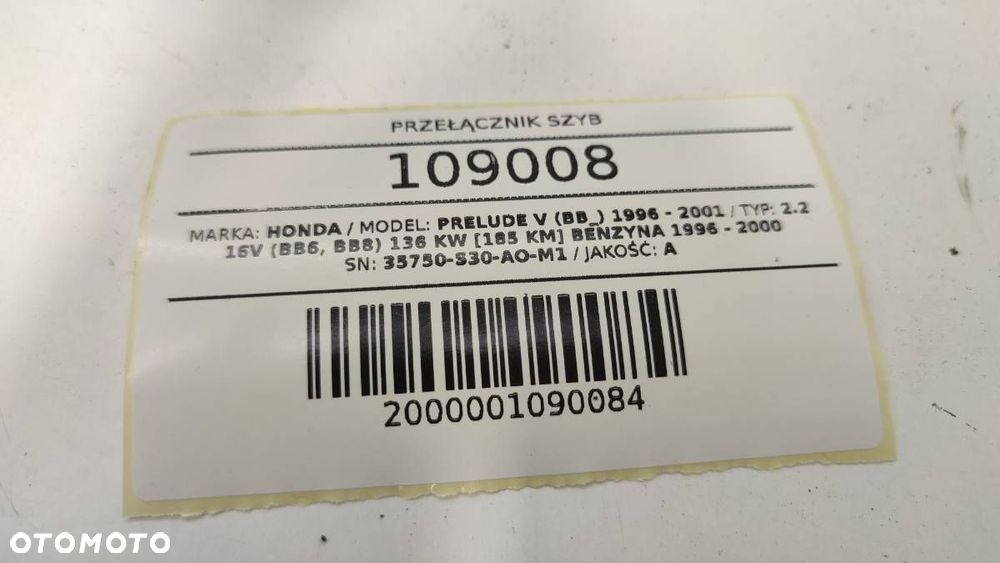 PRZEŁĄCZNIK SZYB
109008
MARKA: HONDA / MODEL: PRELUDE V (BB_) 1996 - 2001 / TYP: 2.2
16V (BB6, BB8) 136 KW [185 KM] BENZYNA 1996 - 2000
SN: 35750-S30-AO-M1 / JAKOŚĆ: A
2000001090084
OTOMOTO